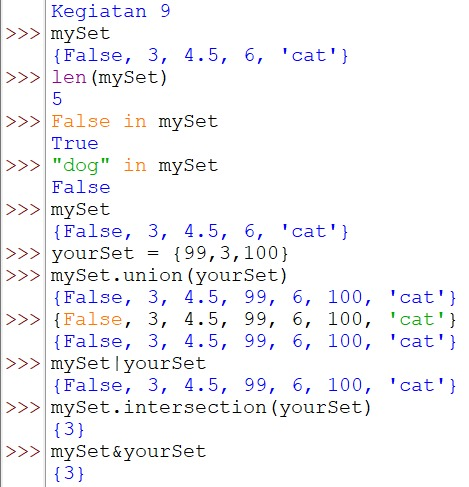 Kegiatan 9
>>> mySet
{False, 3, 4.5, 6, 'cat'}
>>> len(mySet)
5
>>> False in mySet
True
>>> "dog" in mySet
False
>>> mySet
{False, 3, 4.5, 6, 'cat'}
>>> yourSet = {99,3,100}
>>> mySet.union(yourSet)
{False, 3, 4.5, 99, 6, 100, 'cat'}
>>> {False, 3, 4.5, 99, 6, 100, 'cat'}
{False, 3, 4.5, 99, 6, 100, 'cat'}
>>> mySet|yourSet
{False, 3, 4.5, 99, 6, 100, 'cat'}
>>> mySet.intersection(yourSet)
{3}
>>> mySet&yourSet
{3}